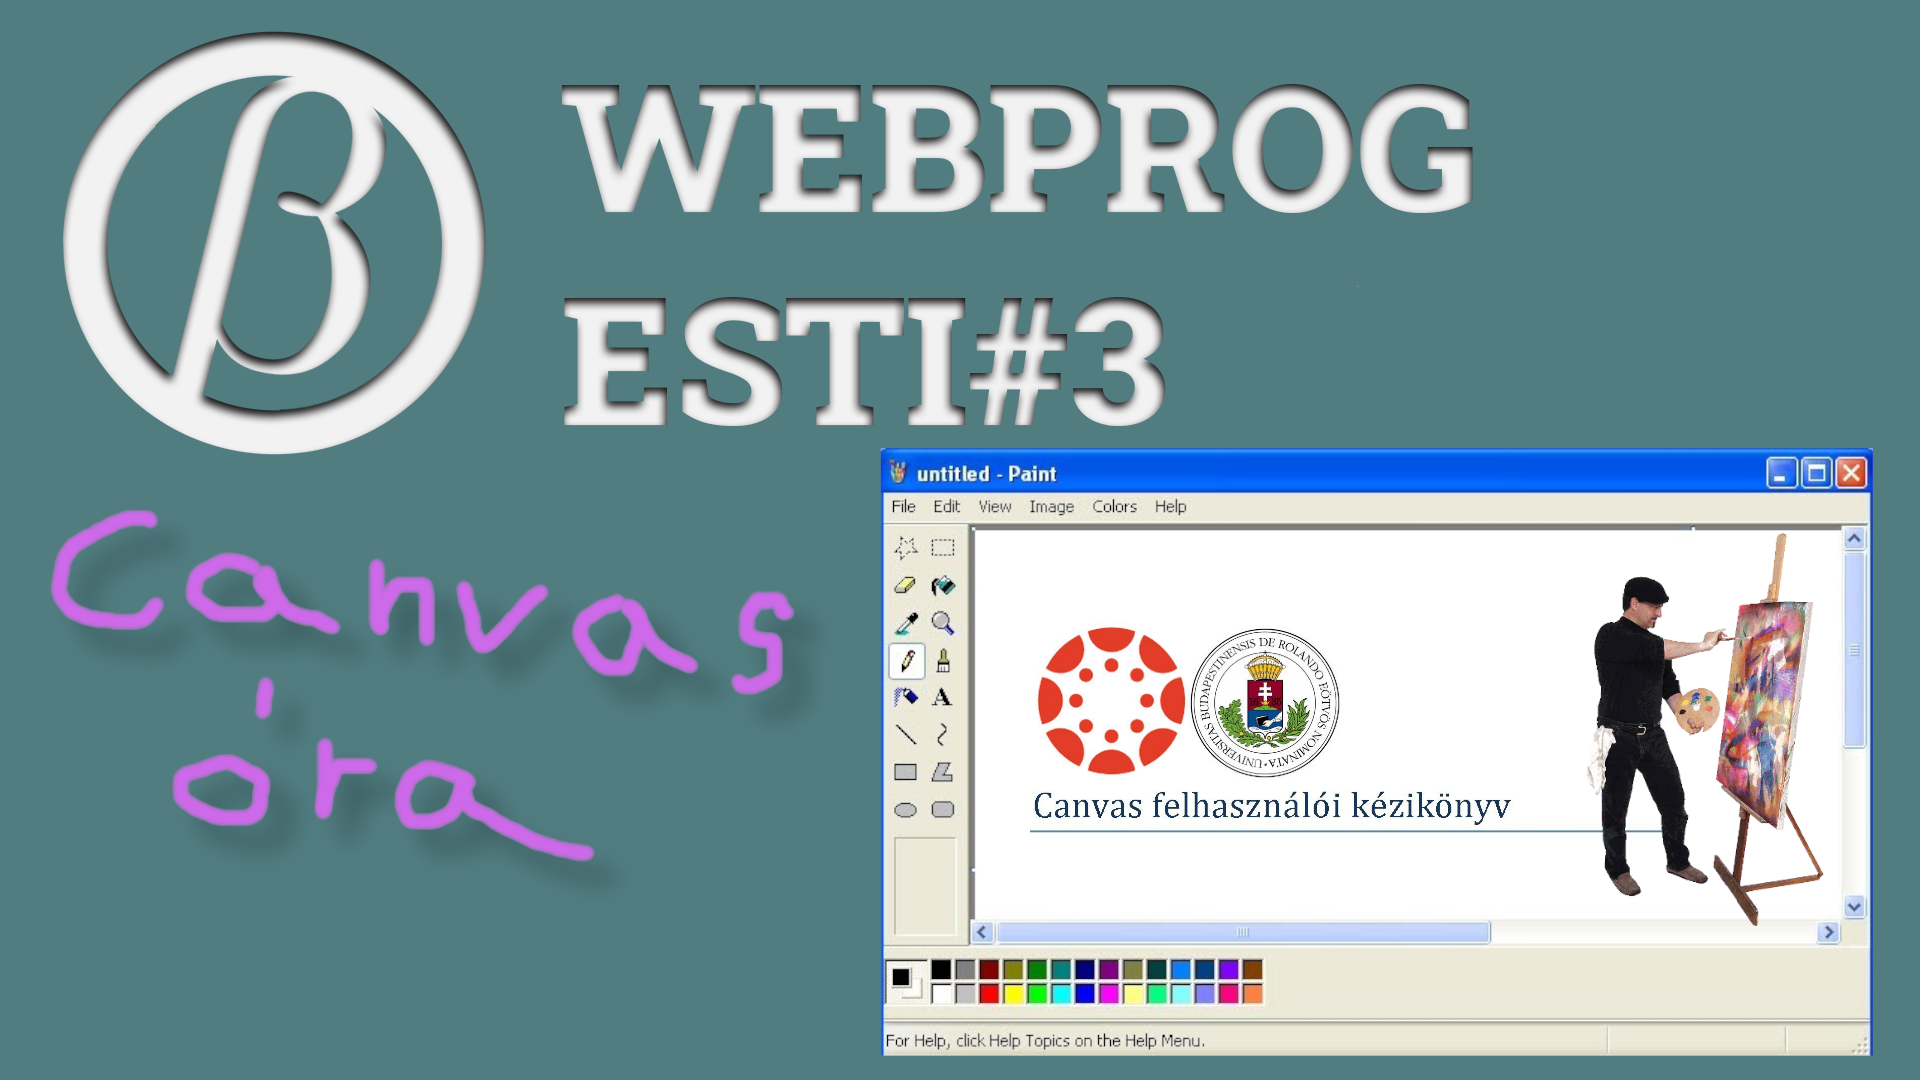 β
WEBPROG
ESTI#3
Canvas
óra
untitled - Paint
File Edit View Image Colors Help
A
UNIVERSITAS BUDAPESTINENSIS DE ROLANDO EÖTVÖS NOMINATA
Canvas felhasználói kézikönyv
For Help, click Help Topics on the Help Menu.